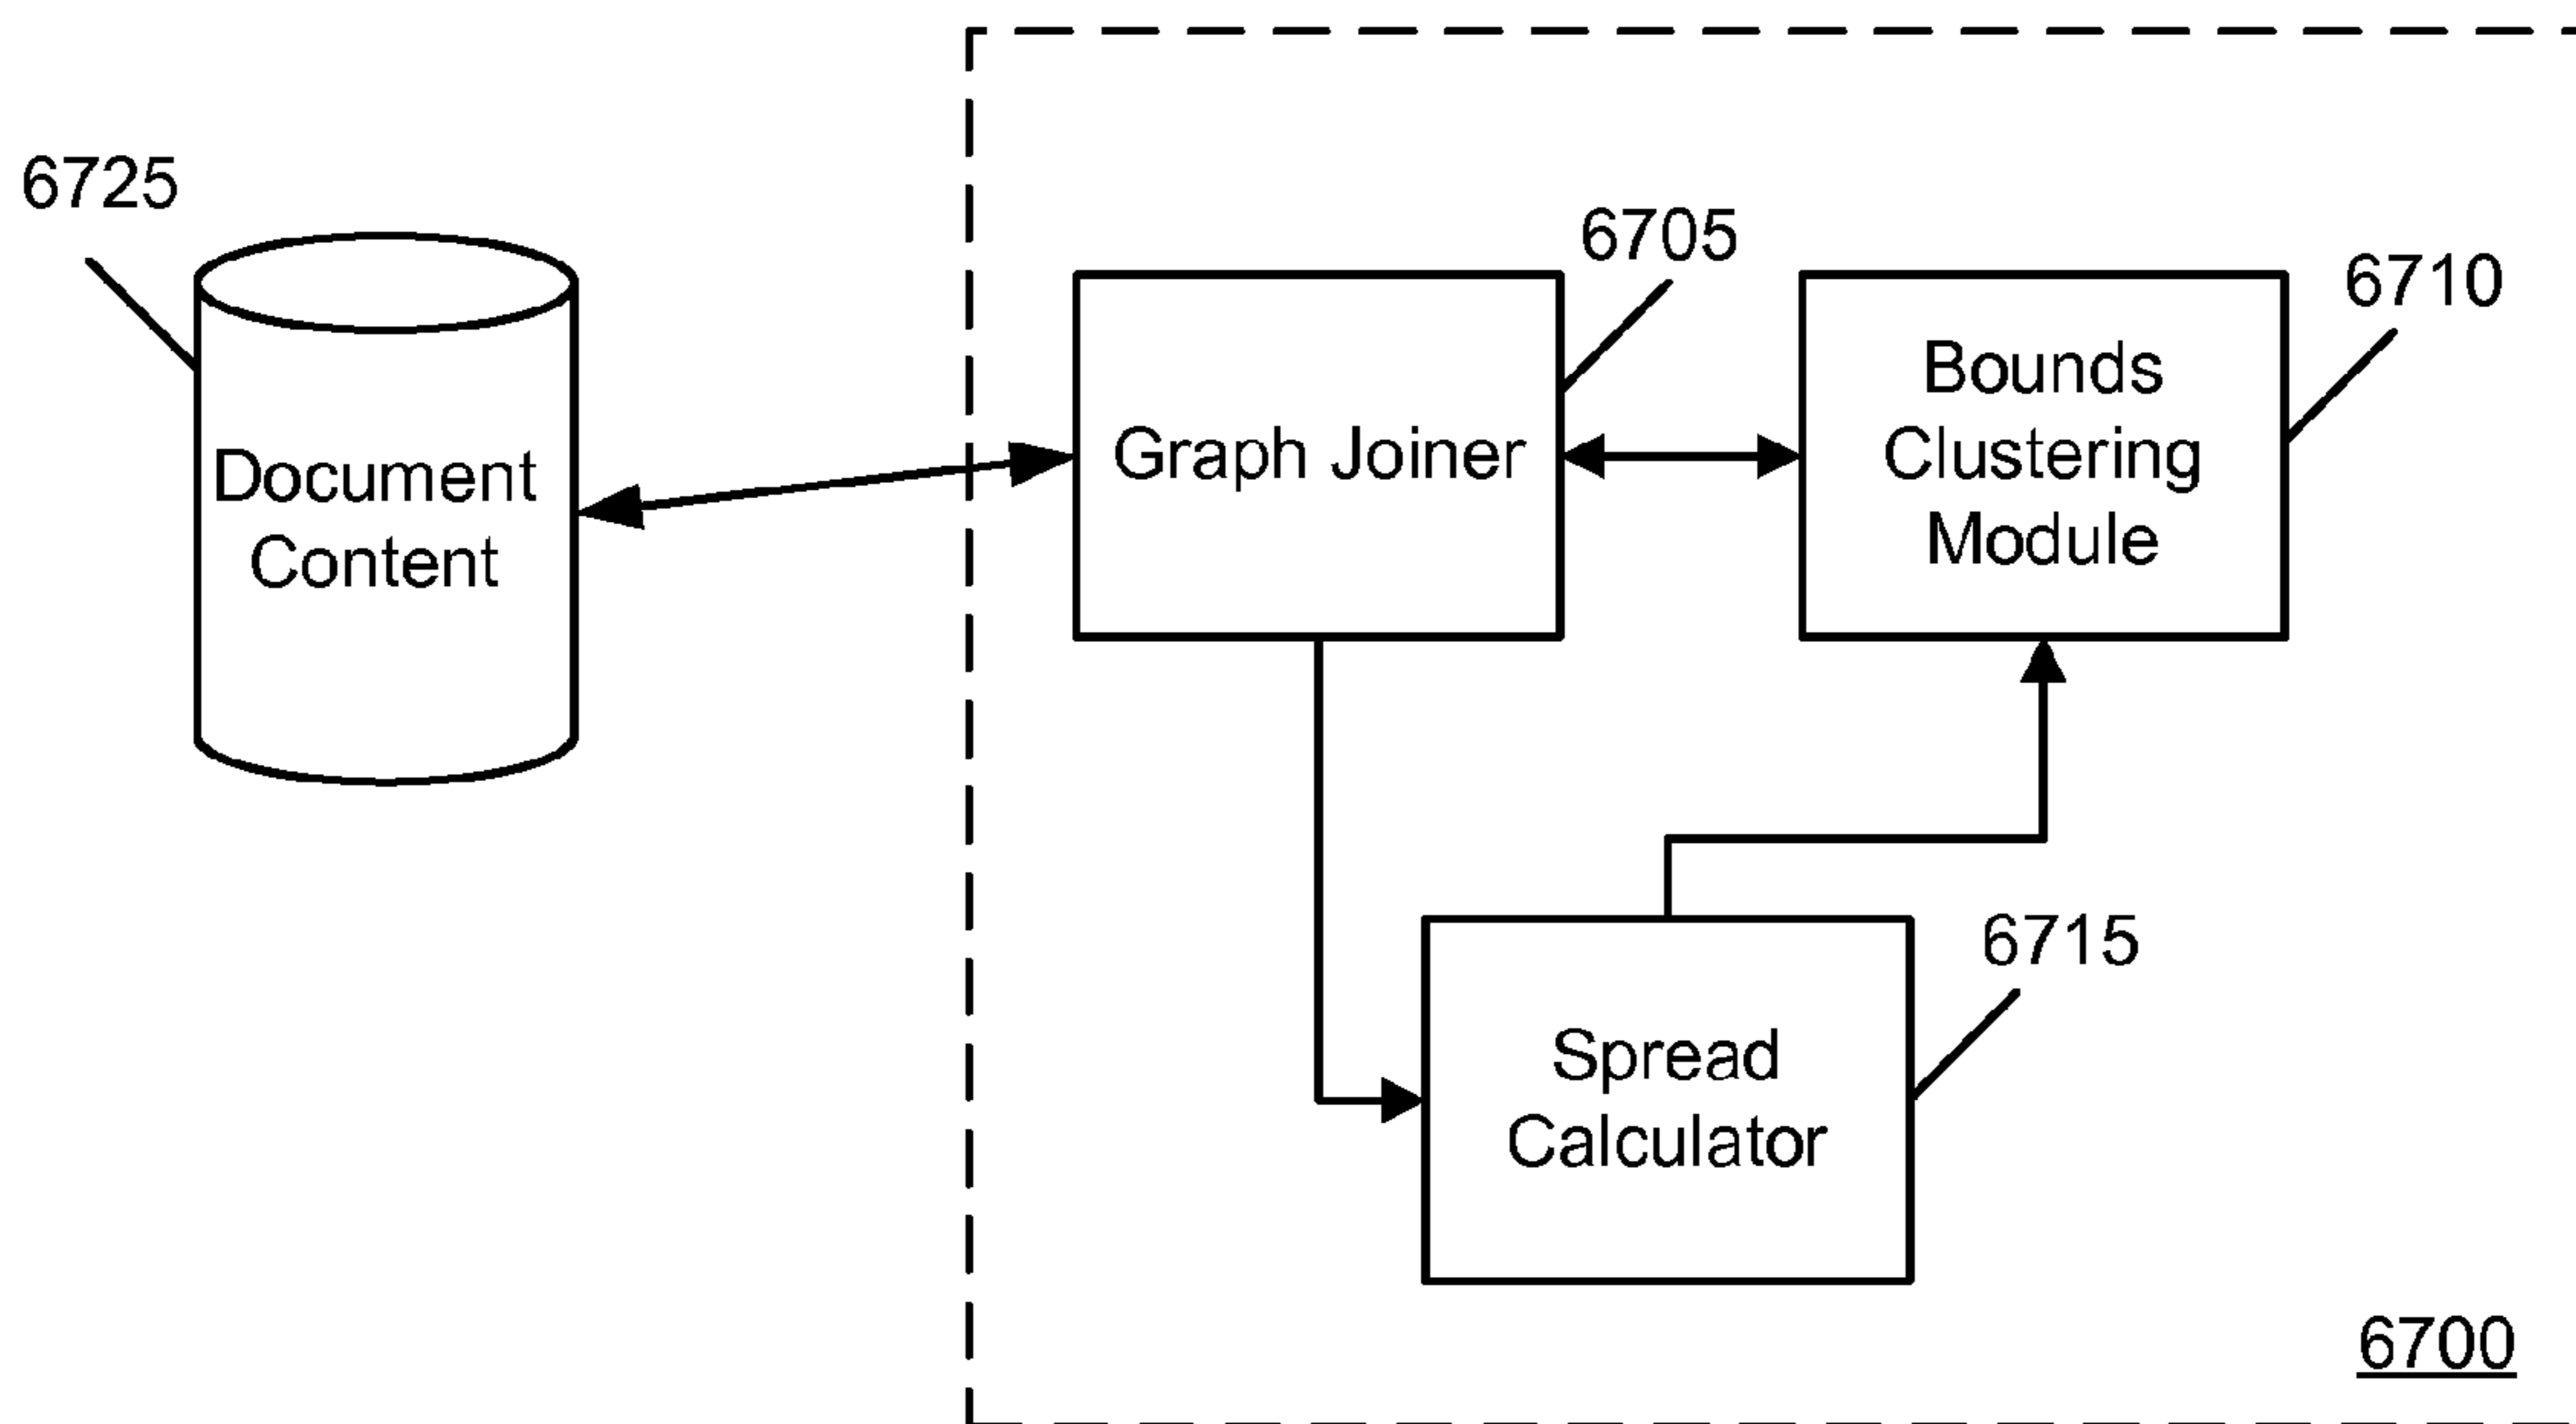 6725
Document
Content
6705
Graph Joiner
6710
Bounds
Clustering
Module
6715
Spread
Calculator
6700